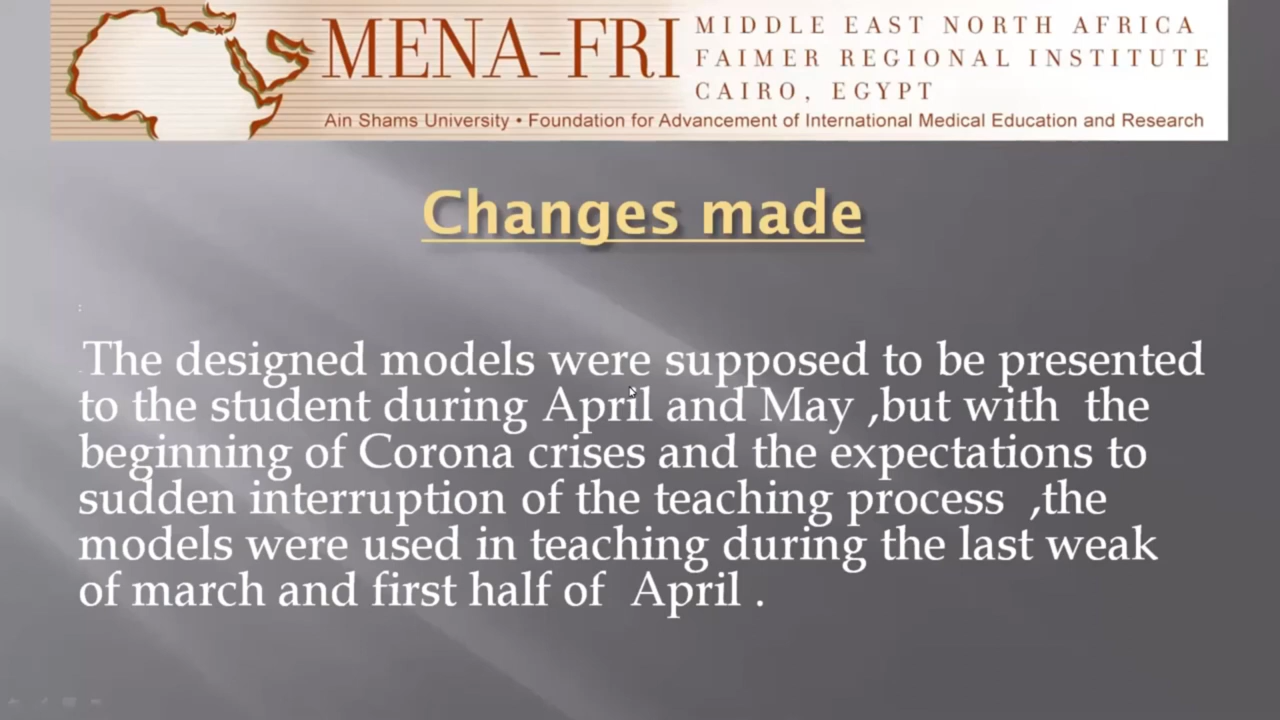 MENA-FRI
MIDDLE EAST NORTH AFRICA
FAIMER REGIONAL INSTITUTE
CAIRO, EGYPT
Ain Shams University • Foundation for Advancement of International Medical Education and Research
Changes made
:
The designed models were supposed to be presented
to the student during April and May ,but with  the
beginning of Corona crises and the expectations to
sudden interruption of the teaching process  ,the
models were used in teaching during the last weak
of march and first half of  April .